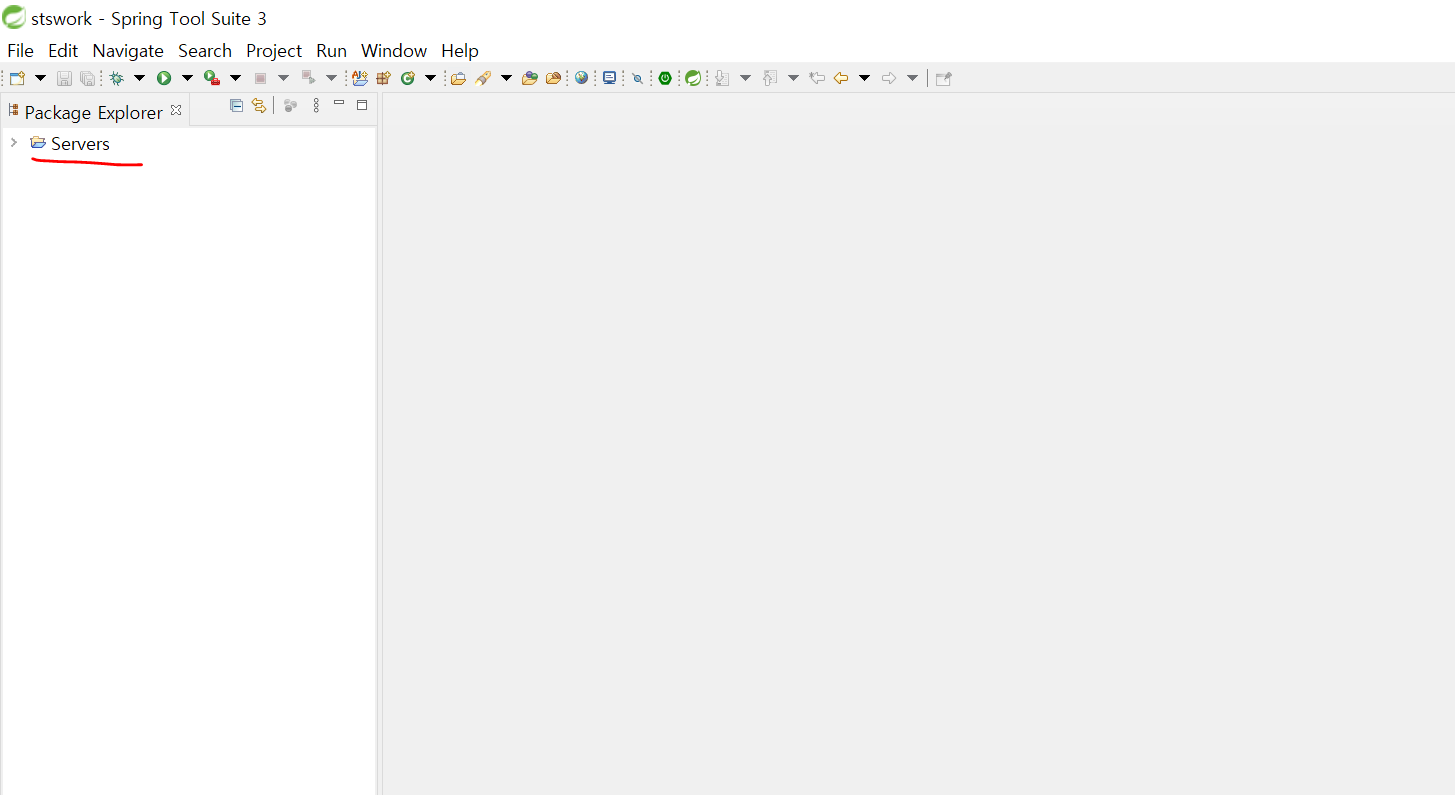 stswork - Spring Tool Suite 3
File Edit Navigate Search Project Run Window Help
Package Explorer
Servers